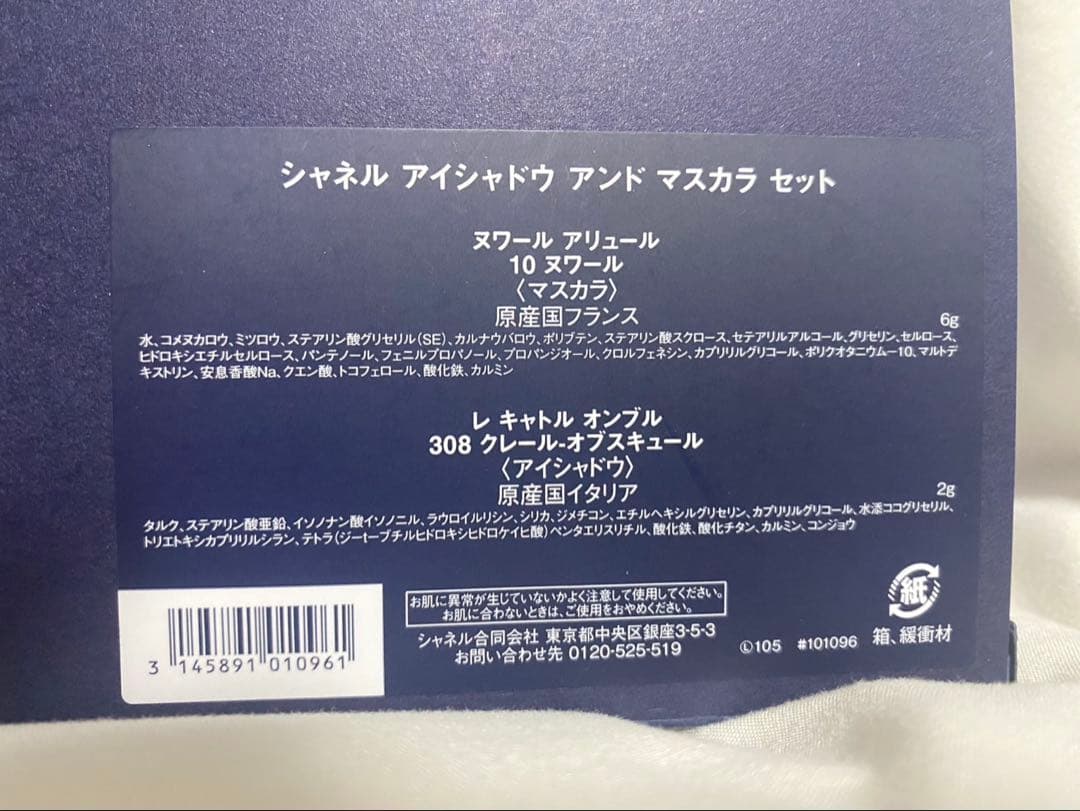 シャネル アイシャドウ アンド マスカラ セット
ヌワール アリュール
10 ヌワール
〈マスカラ〉
原産国フランス
6g
水、コメヌカロウ、ミツロウ、ステアリン酸グリセリル(SE)、カルナウバロウ、ポリブテン、ステアリン酸スクロース、セテアリルアルコール、グリセリン、セルロース、
ヒドロキシエチルセルロース、パンテノール、フェニルプロパノール、プロパンジオール、クロルフェネシン、カプリリルグリコール、ポリクオタニウム-10、マルトデ
キストリン、安息香酸Na、クエン酸、トコフェロール、酸化鉄、カルミン
レ キャトル オンブル
308 クレール-オブスキュール
〈アイシャドウ〉
原産国イタリア
2g
タルク、ステアリン酸亜鉛、イソノナン酸イソノニル、ラウロイルリシン、シリカ、ジメチコン、エチルヘキシルグリセリン、カプリリルグリコール、水添ココグリセリル、
トリエトキシカプリリルシラン、テトラ(ジ-t-ブチルヒドロキシヒドロケイヒ酸)ペンタエリスリチル、酸化鉄、酸化チタン、カルミン、コンジョウ
お肌に異常が生じていないかよく注意して使用してください。
お肌に合わないときは、ご使用をおやめください。
シャネル合同会社 東京都中央区銀座3-5-3
お問い合わせ先 0120-525-519
Ⓛ105 #101096
紙
箱、緩衝材
3 145891 010961